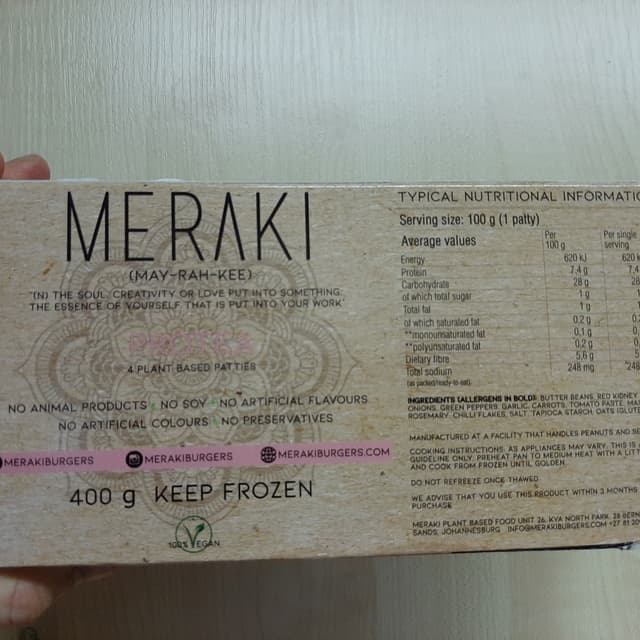 MERAKI
(MAY-RAH-KEE)
"(N) THE SOUL, CREATIVITY OR LOVE PUT INTO SOMETHING;
THE ESSENCE OF YOURSELF THAT IS PUT INTO YOUR WORK"
4 PLANT BASED PATTIES
NO ANIMAL PRODUCTS NO SOY NO ARTIFICIAL FLAVOURS
NO ARTIFICIAL COLOURS NO PRESERVATIVES
MERAKIBURGERS MERAKIBURGERS MERAKIBURGERS.COM
400 g KEEP FROZEN
100% VEGAN
TYPICAL NUTRITIONAL INFORMATIO
Serving size: 100 g (1 patty)
Average values Per 100 g Per single serving
Energy 620 kJ 620 k
Protein 7,4 g 7,4
Carbohydrate 28 g 28
of which total sugar 1 g
Total fat 1 g
of which saturated fat 0,2 g
**monounsaturated fat 0,1 g
**polyunsaturated fat 0,2 g
Dietary fibre 5,6 g
Total sodium 248 mg 248
(as packed/ready-to-eat)
INGREDIENTS (ALLERGENS IN BOLD): BUTTER BEANS, RED KIDNEY
ONIONS, GREEN PEPPERS, GARLIC, CARROTS, TOMATO PASTE,
ROSEMARY, CHILLI FLAKES, SALT, TAPIOCA STARCH, OATS
MANUFACTURED AT A FACILITY THAT HANDLES PEANUTS AND SE
COOKING INSTRUCTIONS: AS APPLIANCES MAY VARY, THIS IS
GUIDELINE ONLY. PREHEAT PAN TO MEDIUM HEAT WITH A LITT
AND COOK FROM FROZEN UNTIL GOLDEN
DO NOT REFREEZE ONCE THAWED
WE ADVISE THAT YOU USE THIS PRODUCT WITHIN 3 MONTHS
PURCHASE
MERAKI PLANT BASED FOOD UNIT 26, KYA NORTH PARK, 28 BERN
SANDS, JOHANNESBURG INFO@MERAKIBURGERS.COM +27 81 20